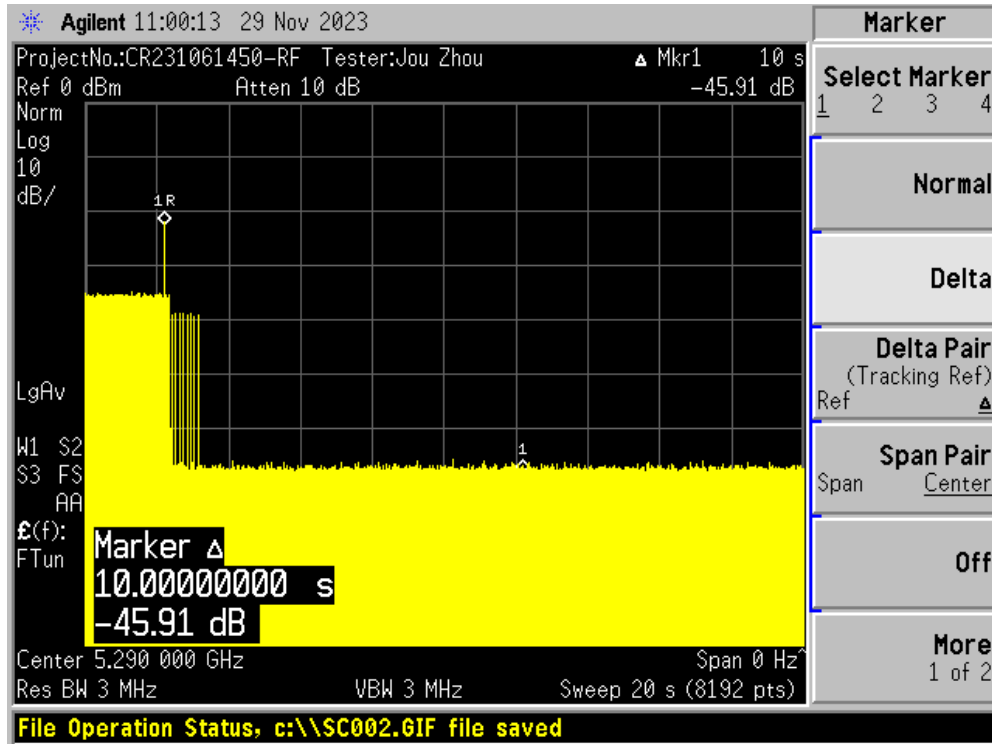 Agilent 11:00:13 29 Nov 2023
Marker
ProjectNo.:CR231061450-RF Tester:Jou Zhou
Δ Mkr1 10 s
Ref 0 dBm Atten 10 dB -45.91 dB
Norm
Log
10
dB/
1R
LgAv
1
W1 S2
S3 FS
AA
£(f):
FTun
Marker Δ
10.00000000 s
-45.91 dB
Center 5.290 000 GHz Span 0 Hz^
Res BW 3 MHz VBW 3 MHz Sweep 20 s (8192 pts)
File Operation Status, c:\\SC002.GIF file saved
Select Marker
1 2 3 4
Normal
Delta
Delta Pair
(Tracking Ref)
Ref Δ
Span Pair
Span Center
Off
More
1 of 2